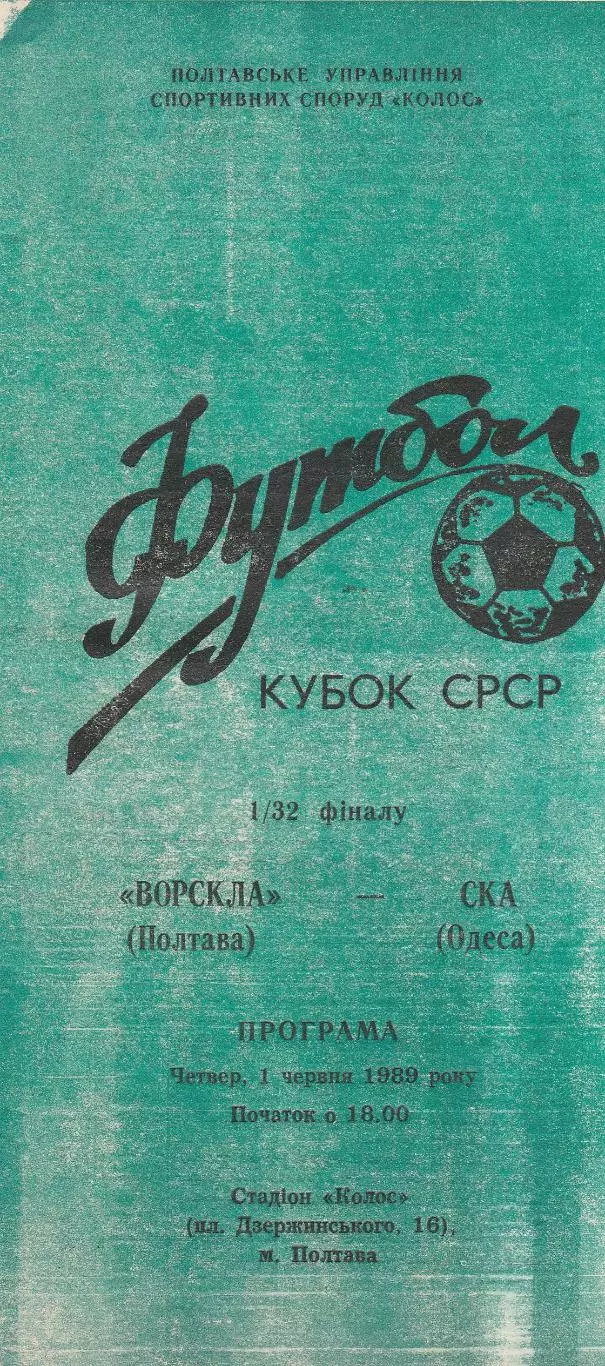 ПОЛТАВСЬКЕ УПРАВЛІННЯ
СПОРТИВНИХ СПОРУД «КОЛОС»
Футбол
КУБОК СРСР
1/32 фіналу
«ВОРСКЛА» — СКА
(Полтава) (Одеса)
ПРОГРАМА
Четвер, 1 червня 1989 року
Початок о 18.00
Стадіон «Колос»
(пл. Дзержинського, 16),
м. Полтава